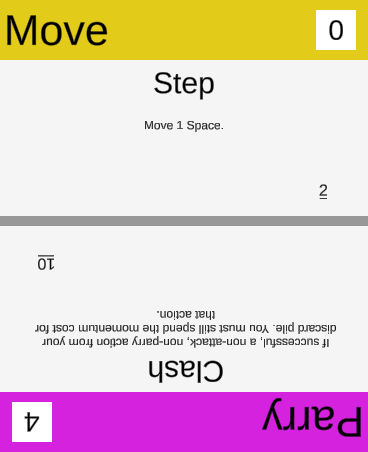 Move 0
Step
Move 1 Space.
2
Parry 4
Clash
If successful, a non-attack, non-parry action from your
discard pile. You must still spend the momentum cost for
that action.
10